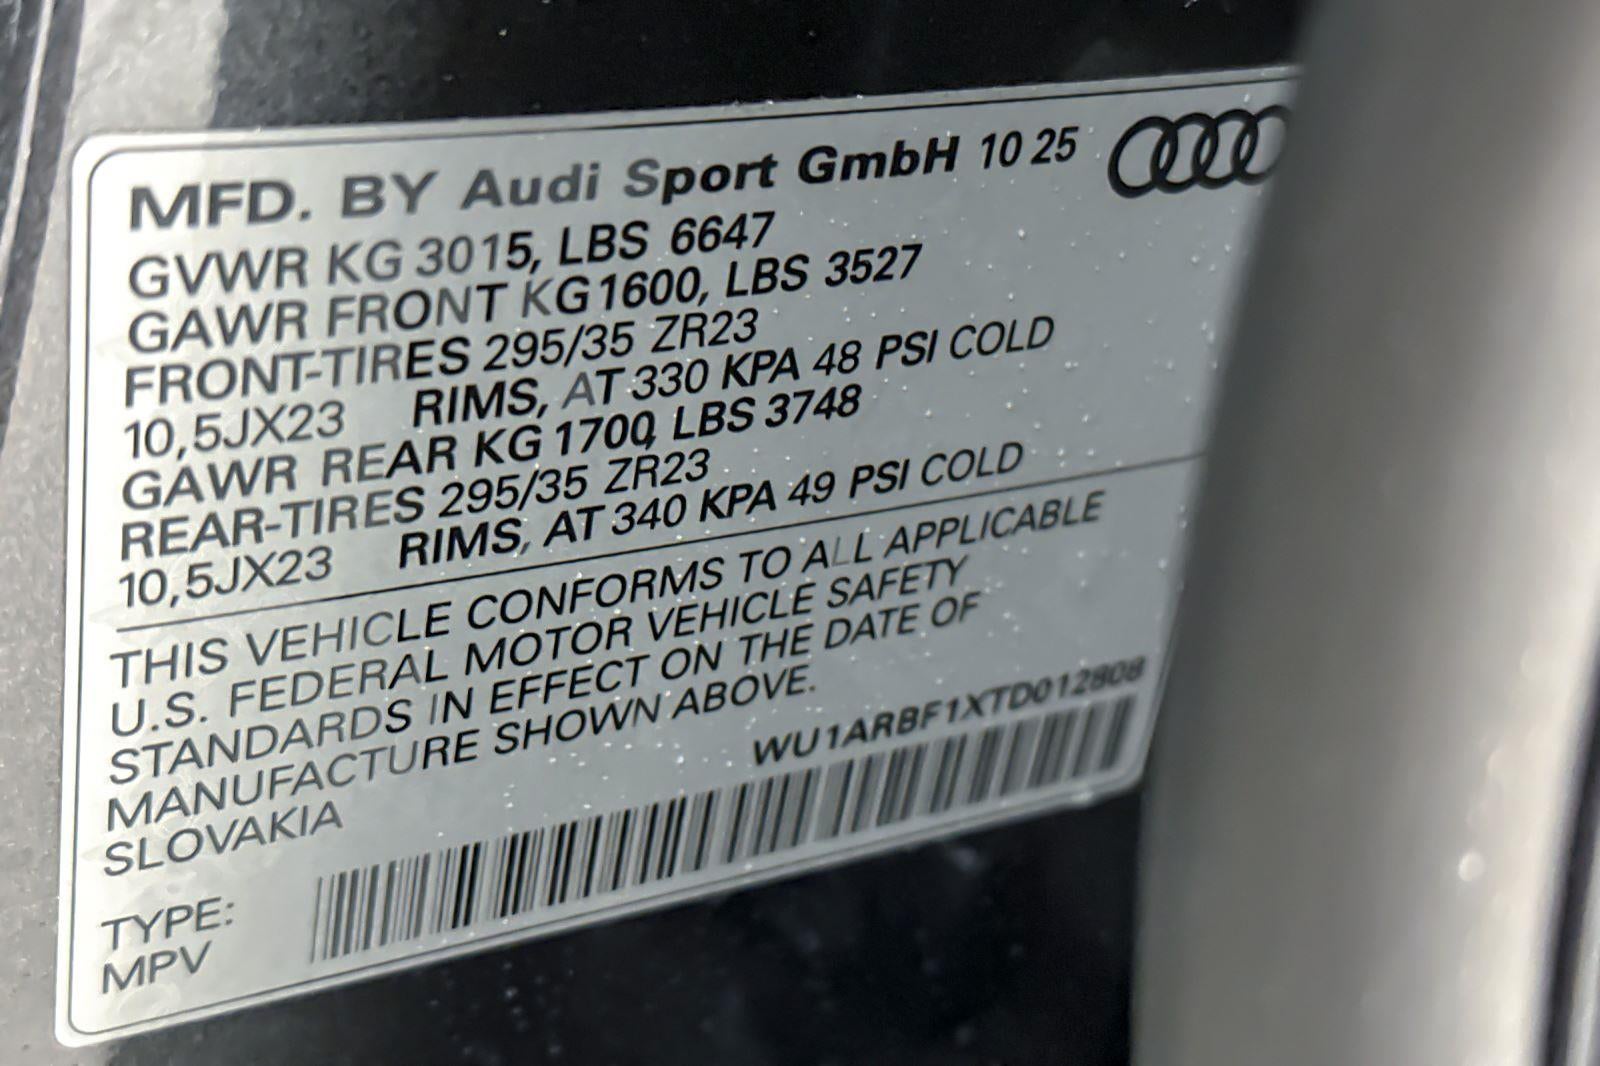 MFD. BY Audi Sport GmbH 10 25
GVWR KG 3015, LBS 6647
GAWR FRONT KG 1600, LBS 3527
FRONT-TIRES 295/35 ZR23
10,5JX23 RIMS, AT 330 KPA 48 PSI COLD
GAWR REAR KG 1700, LBS 3748
REAR-TIRES 295/35 ZR23
10,5JX23 RIMS, AT 340 KPA 49 PSI COLD
THIS VEHICLE CONFORMS TO ALL APPLICABLE
U.S. FEDERAL MOTOR VEHICLE SAFETY
STANDARDS IN EFFECT ON THE DATE OF
MANUFACTURE SHOWN ABOVE.
SLOVAKIA
WU1ARBF1XTD012808
TYPE:
MPV